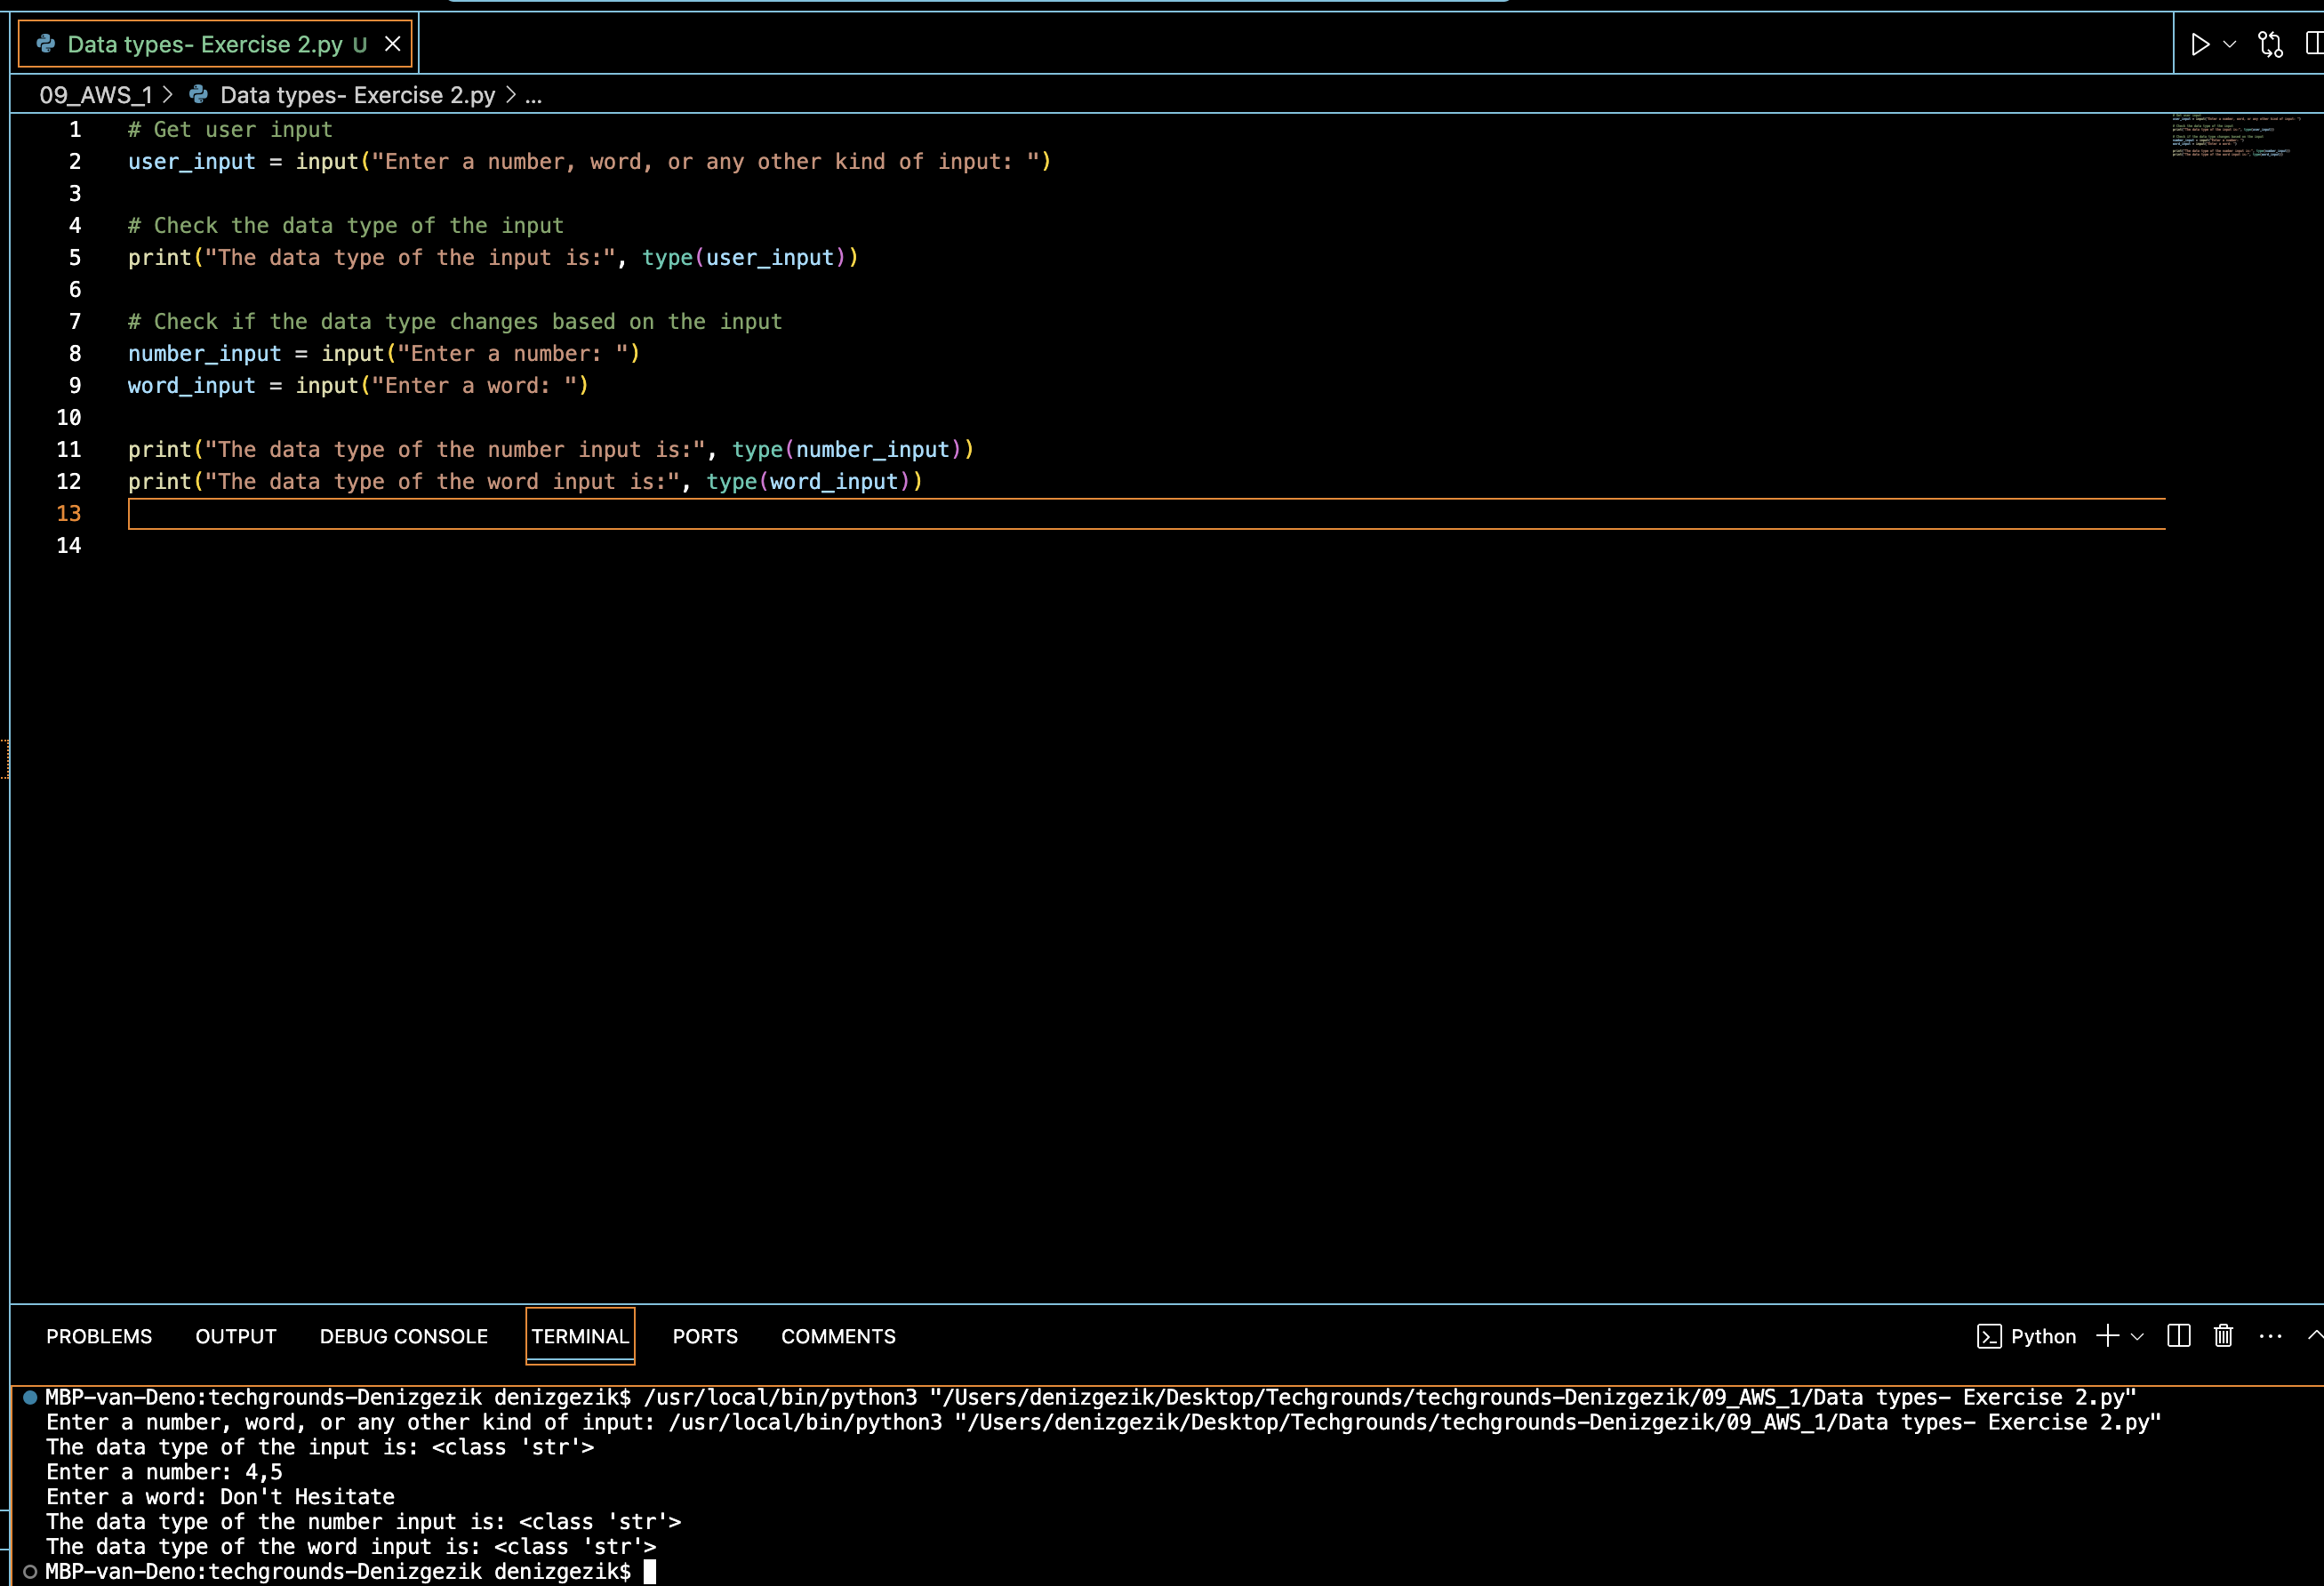 Data types- Exercise 2.py U
09_AWS_1 > Data types- Exercise 2.py > ...
1 # Get user input
2 user_input = input("Enter a number, word, or any other kind of input: ")
3
4 # Check the data type of the input
5 print("The data type of the input is:", type(user_input))
6
7 # Check if the data type changes based on the input
8 number_input = input("Enter a number: ")
9 word_input = input("Enter a word: ")
10
11 print("The data type of the number input is:", type(number_input))
12 print("The data type of the word input is:", type(word_input))
13
14
PROBLEMS OUTPUT DEBUG CONSOLE TERMINAL PORTS COMMENTS Python
MBP-van-Deno:techgrounds-Denizgezik denizgezik$ /usr/local/bin/python3 "/Users/denizgezik/Desktop/Techgrounds/techgrounds-Denizgezik/09_AWS_1/Data types- Exercise 2.py"
Enter a number, word, or any other kind of input: /usr/local/bin/python3 "/Users/denizgezik/Desktop/Techgrounds/techgrounds-Denizgezik/09_AWS_1/Data types- Exercise 2.py"
The data type of the input is: <class 'str'>
Enter a number: 4,5
Enter a word: Don't Hesitate
The data type of the number input is: <class 'str'>
The data type of the word input is: <class 'str'>
MBP-van-Deno:techgrounds-Denizgezik denizgezik$